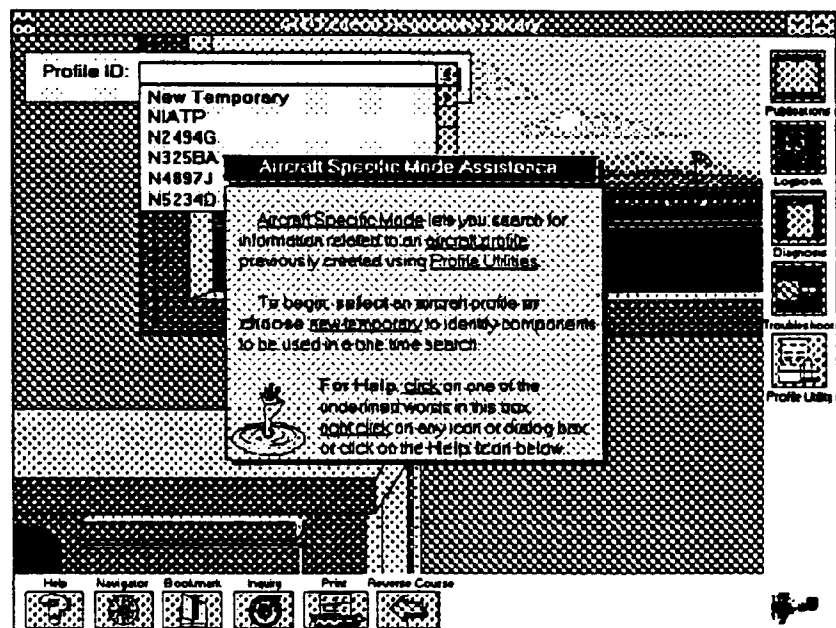 Profile ID:
New Temporary
NIATP
N2494G
N325BA
N4897J
N5234D
Aircraft Specific Mode Assistance
Aircraft Specific Mode lets you search for
information related to an aircraft profile
previously created using Profile Utilities.
To begin, select an aircraft profile or
choose new temporary to identify components
to be used in a one time search.
For Help, click on one of the
underlined words in this box,
right click on any icon or dialog box,
or click on the Help Icon below.
Publications
Logbook
Diagnosis
Troubleshoot
Profile Utility
Help
Navigator
Bookmark
Inquiry
Print
Reverse Course